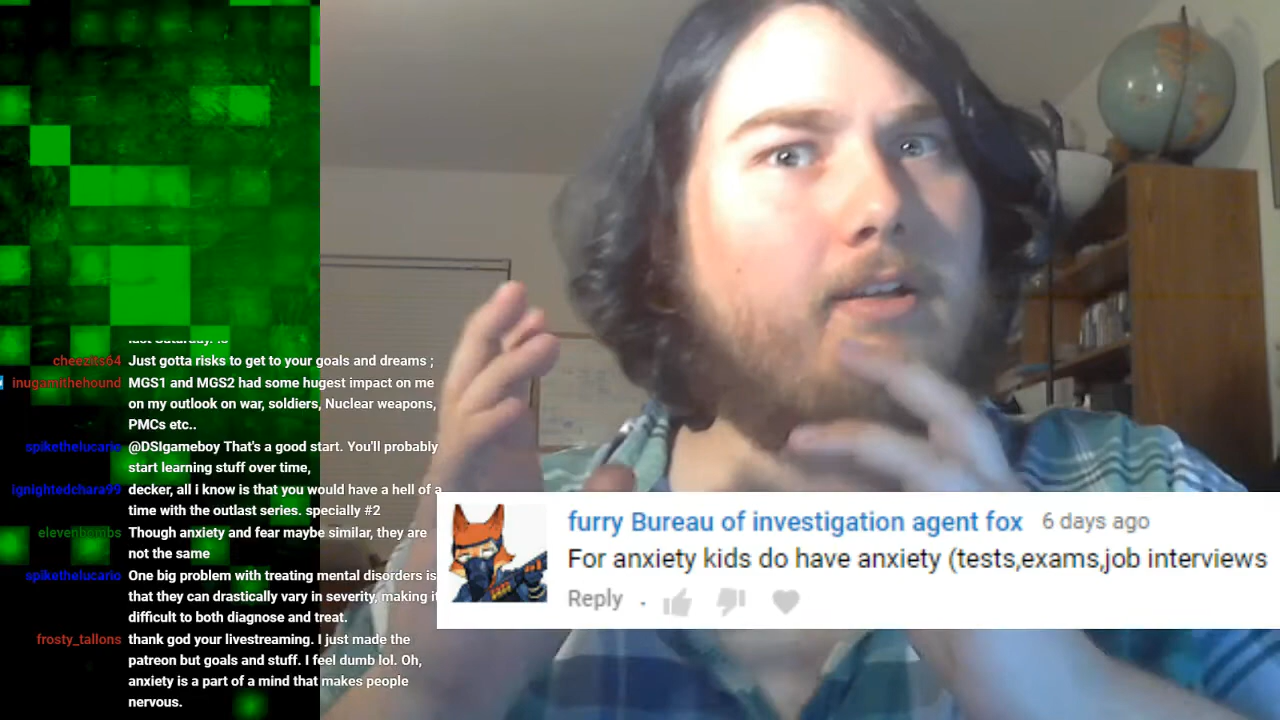 last Saturday. :3
cheezits64 Just gotta risks to get to your goals and dreams ;
inugamithehound MGS1 and MGS2 had some hugest impact on me
on my outlook on war, soldiers, Nuclear weapons,
PMCs etc..
spikethelucario @DSIgameboy That's a good start. You'll probably
start learning stuff over time,
ignightedchara99 decker, all i know is that you would have a hell of a
time with the outlast series. specially #2
elevenbombs Though anxiety and fear maybe similar, they are
not the same
spikethelucario One big problem with treating mental disorders is
that they can drastically vary in severity, making it
difficult to both diagnose and treat.
frosty_tallons thank god your livestreaming. I just made the
patreon but goals and stuff. I feel dumb lol. Oh,
anxiety is a part of a mind that makes people
nervous.
furry Bureau of investigation agent fox 6 days ago
For anxiety kids do have anxiety (tests,exams,job interviews
Reply